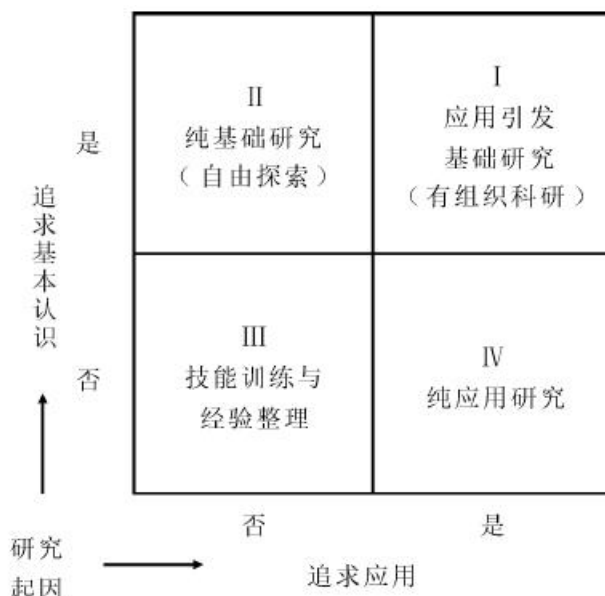 Ⅱ
纯基础研究
（自由探索）
Ⅰ
应用引发
基础研究
（有组织科研）
是
追求基本认识
否
Ⅲ
技能训练与
经验整理
Ⅳ
纯应用研究
否
是
研究
起因
追求应用